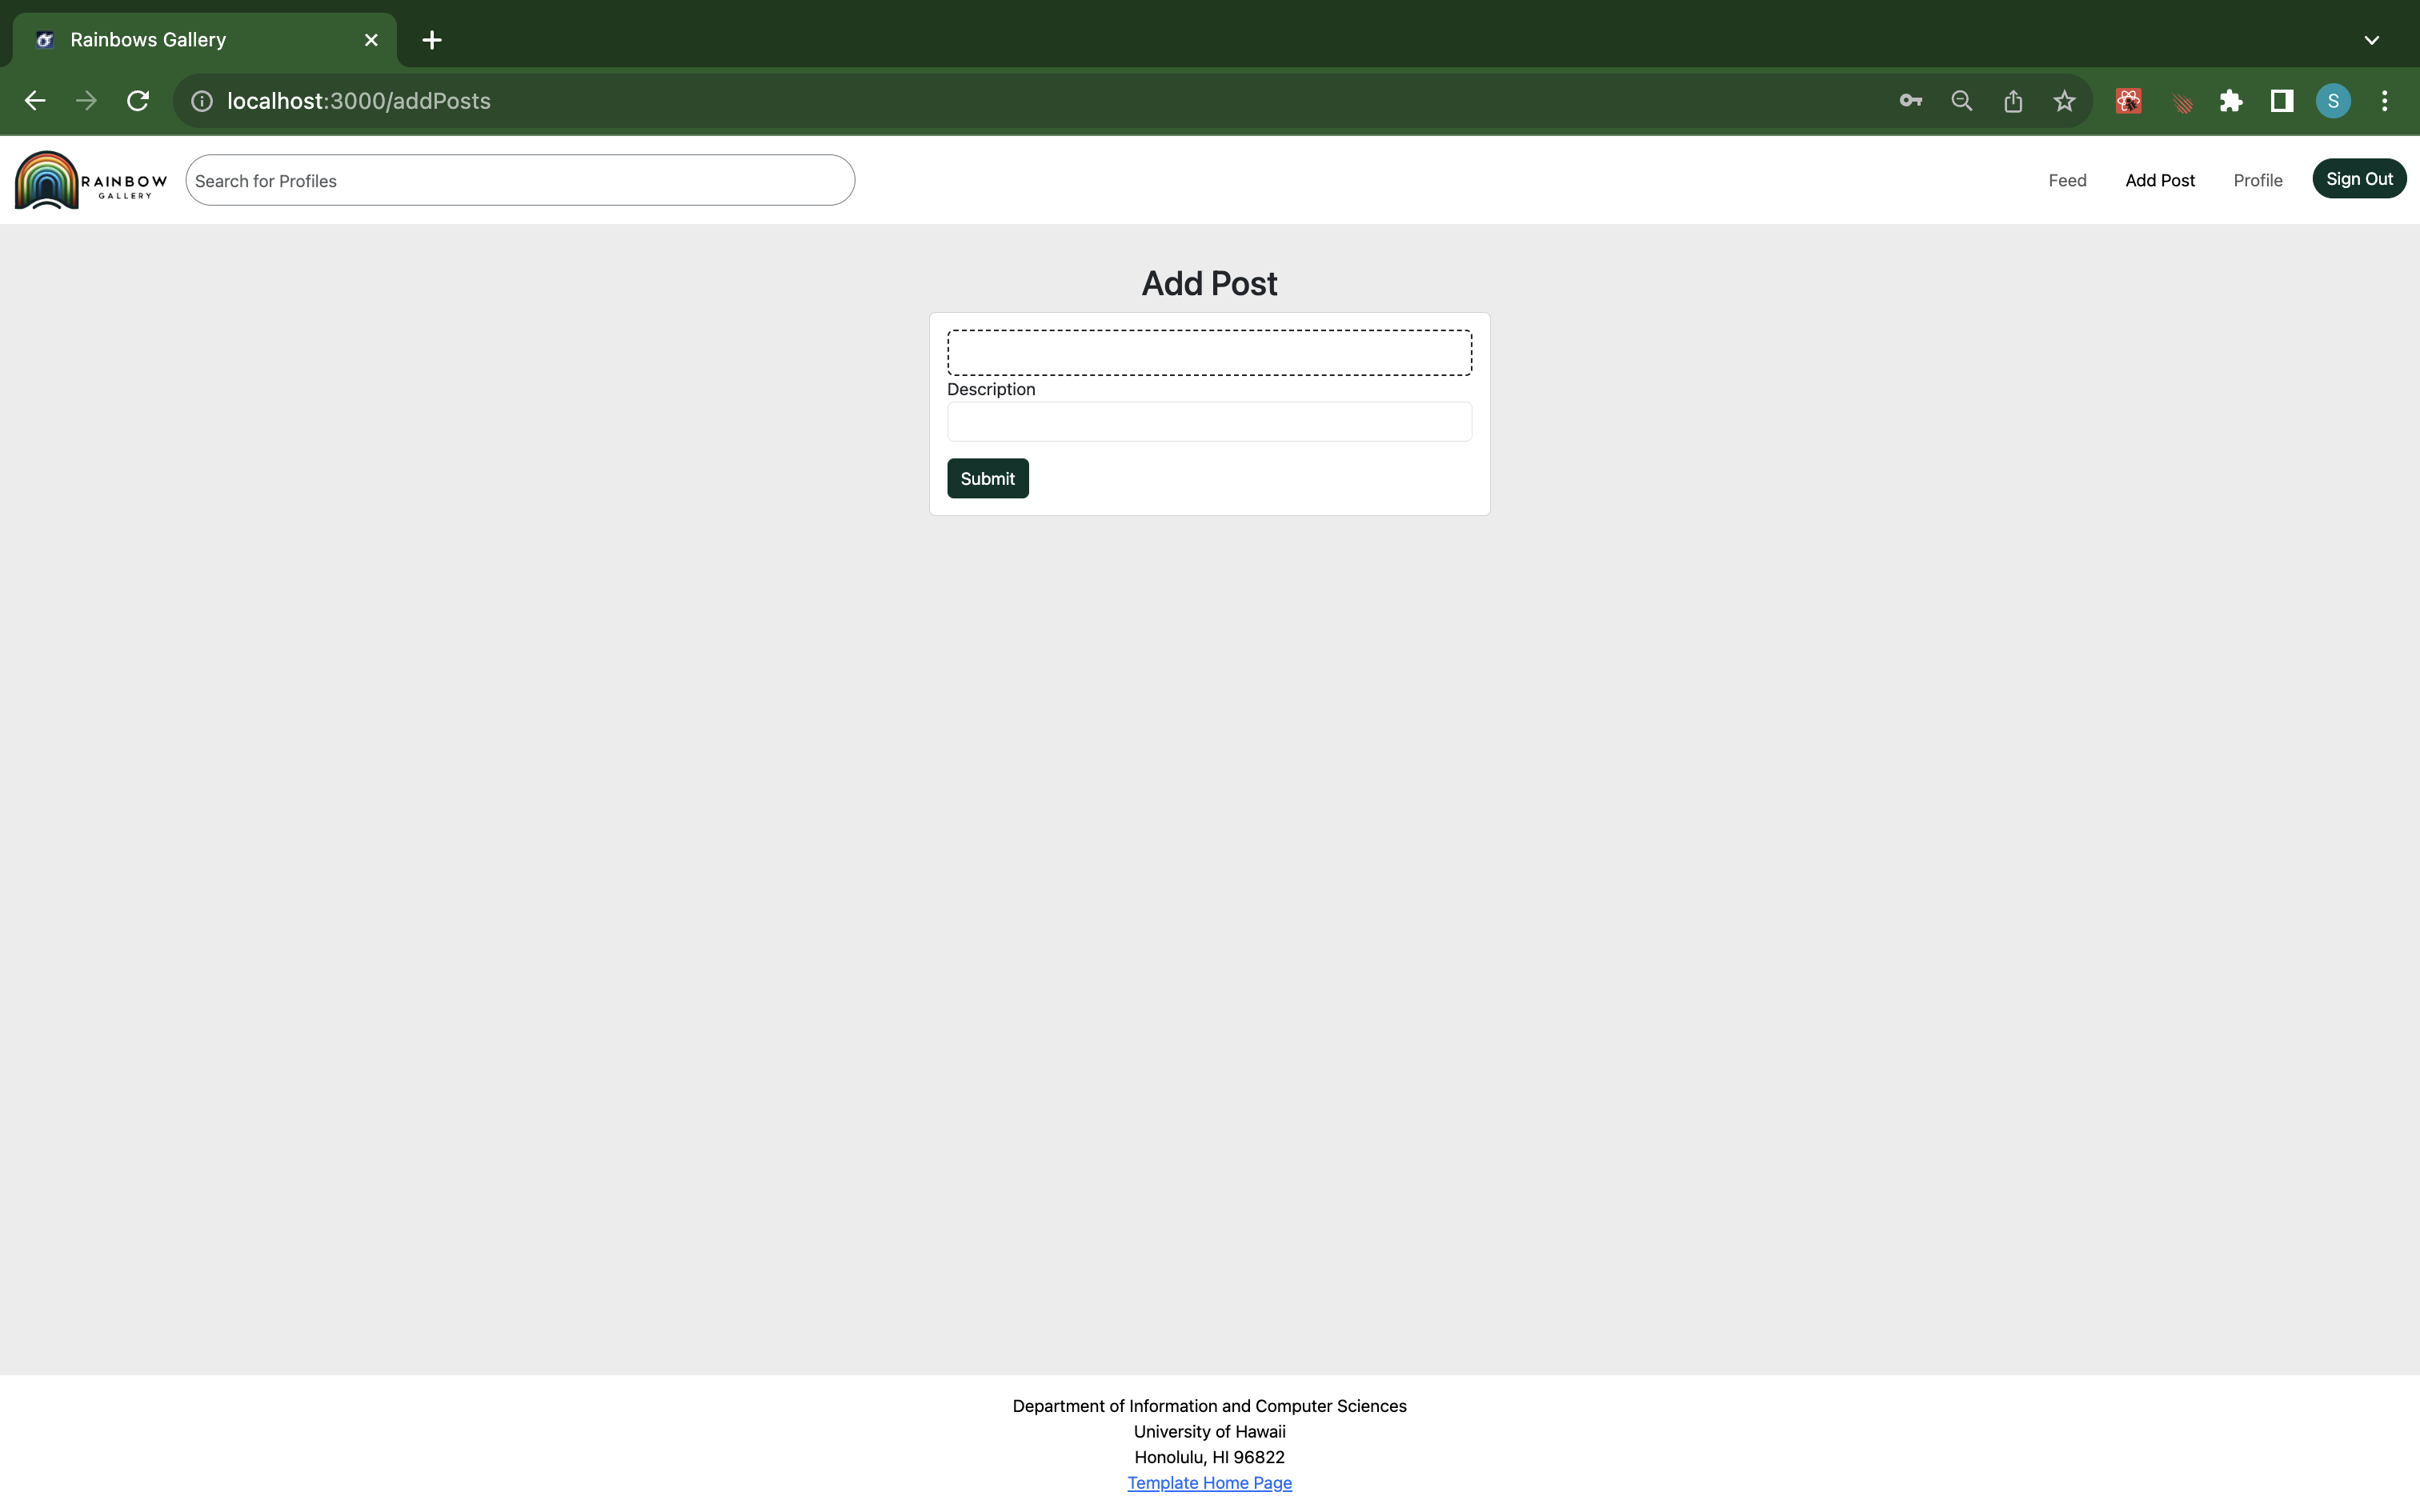 Rainbows Gallery
localhost:3000/addPosts
S
RAINBOW
GALLERY
Search for Profiles
Feed
Add Post
Profile
Sign Out
Add Post
Description
Submit
Department of Information and Computer Sciences
University of Hawaii
Honolulu, HI 96822
Template Home Page